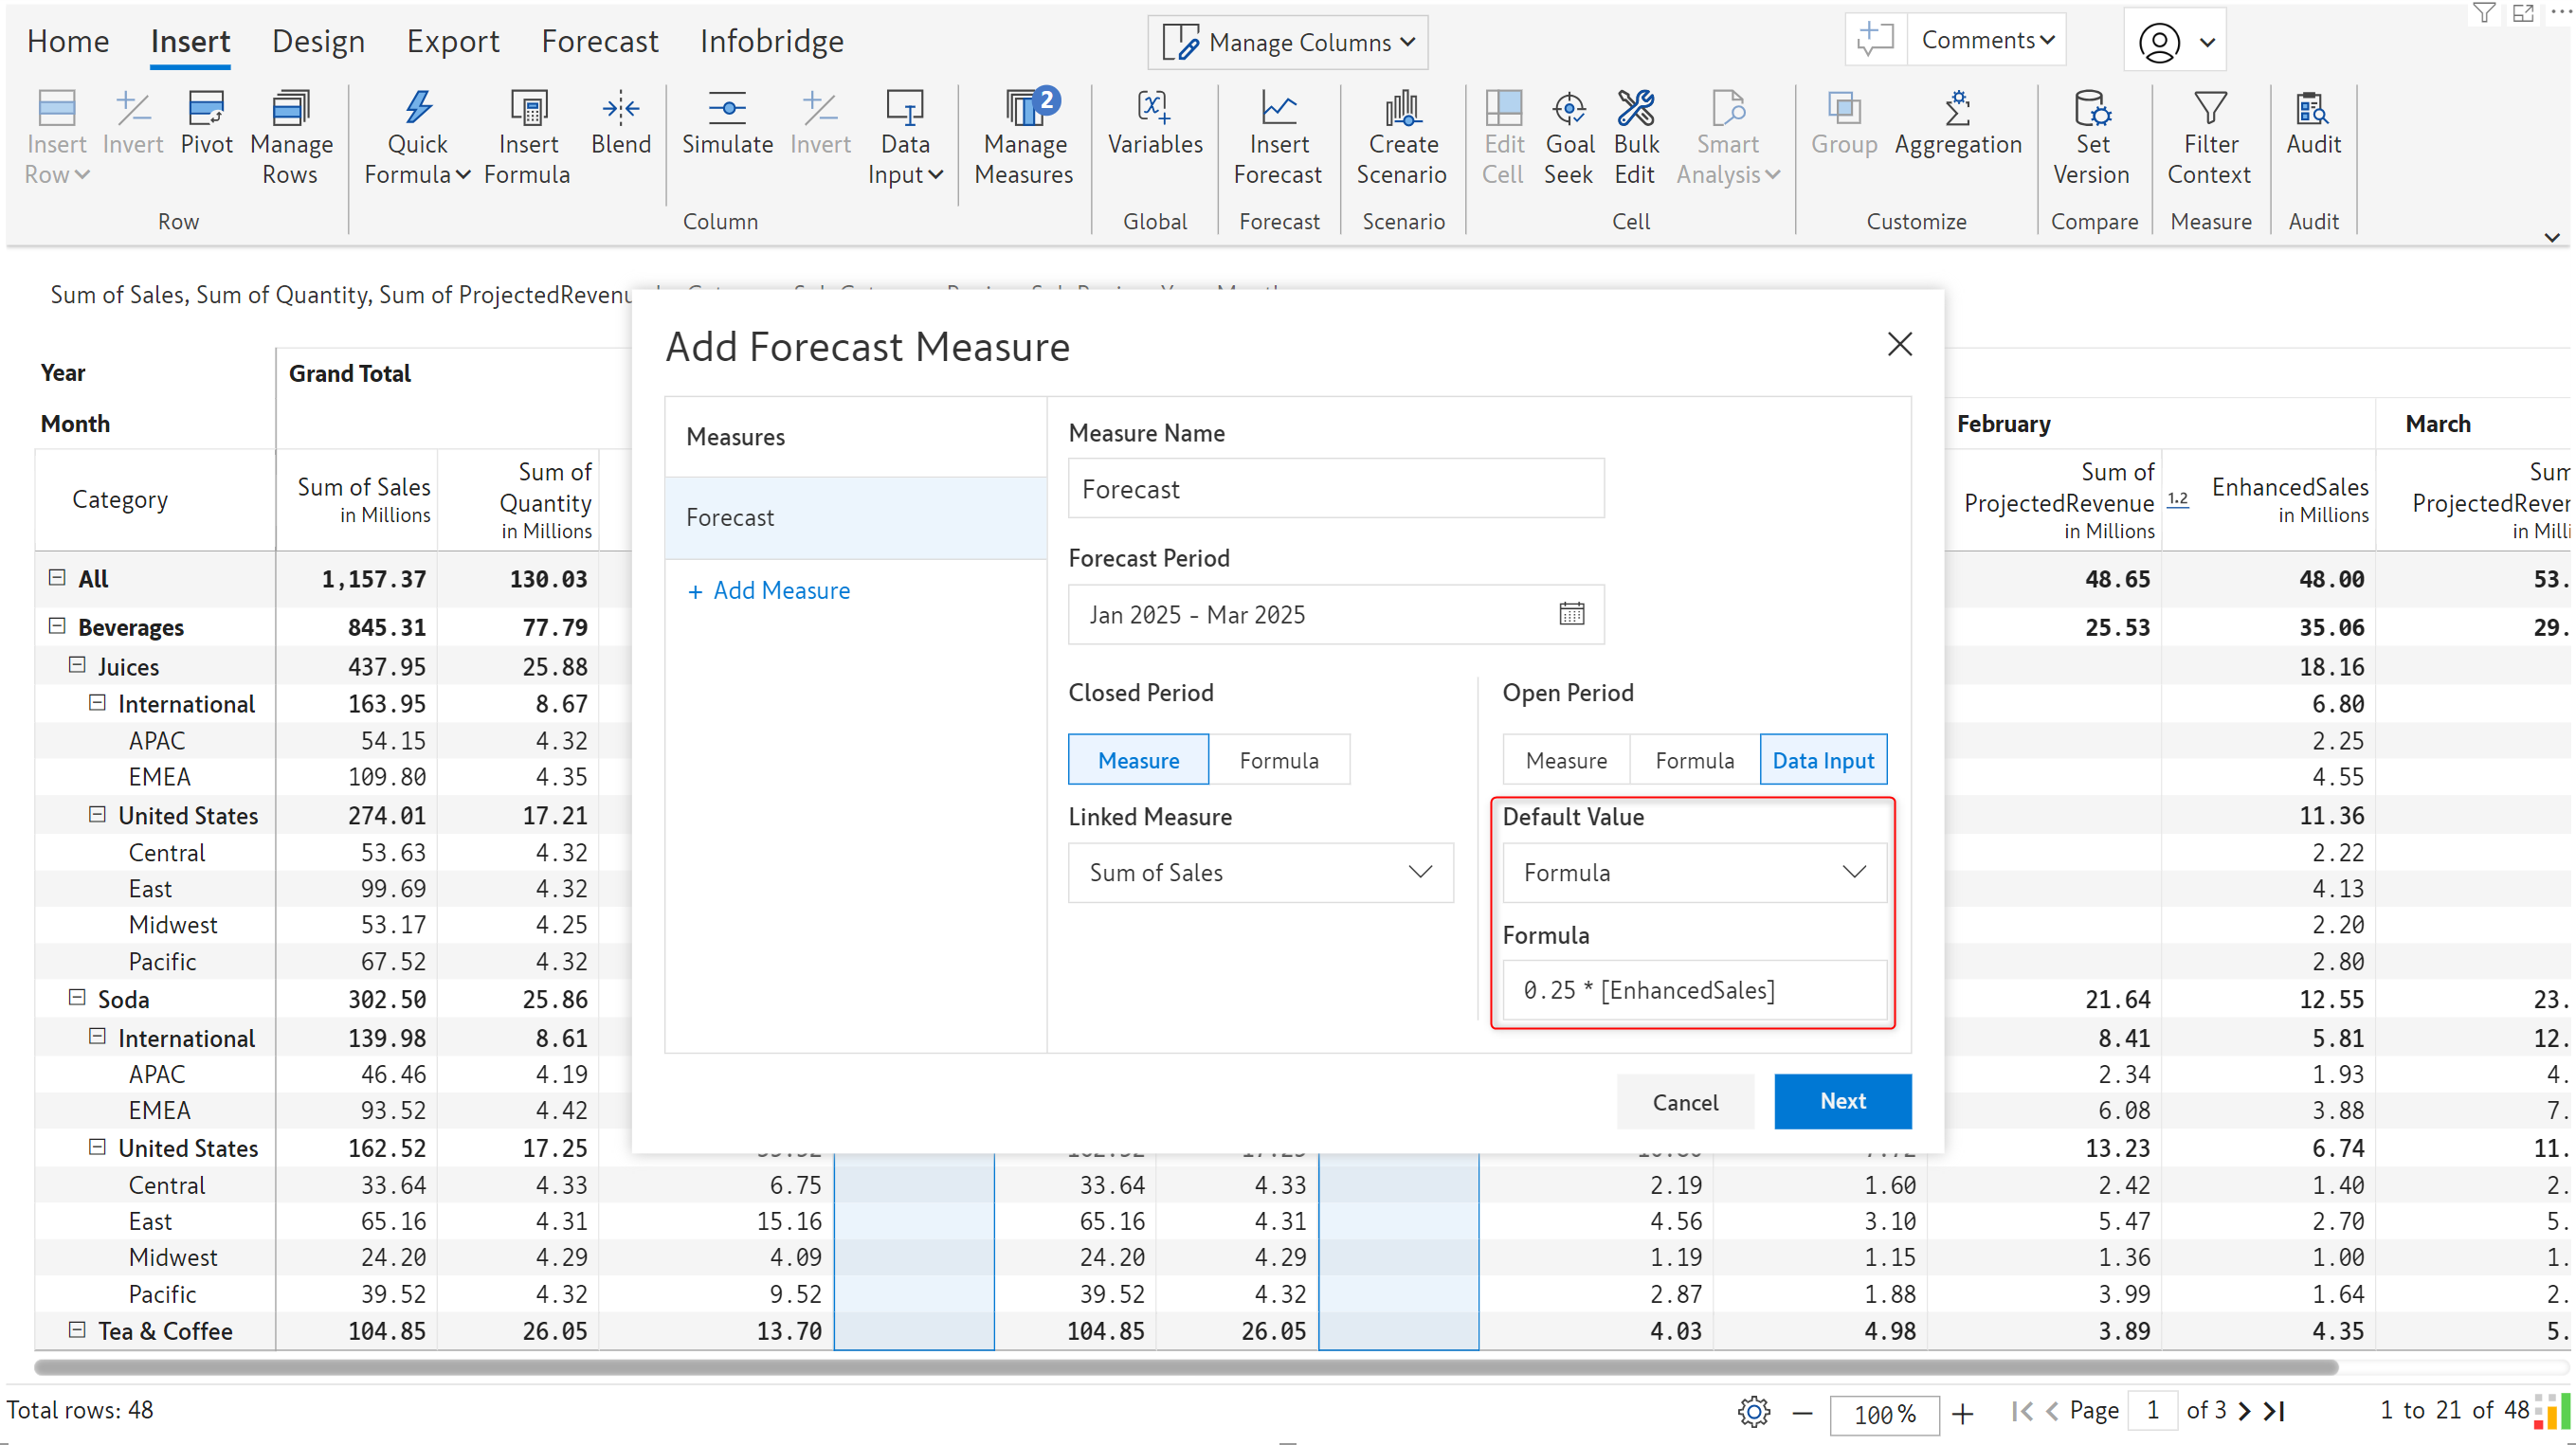 Home Insert Design Export Forecast Infobridge Manage Columns Comments
Insert Row Invert Pivot Manage Rows Quick Formula Insert Formula Blend Simulate Invert Data Input Manage Measures 2 Variables Insert Forecast Create Scenario Edit Cell Goal Seek Bulk Edit Smart Analysis Group Aggregation Set Version Filter Context Audit
Row Column Global Forecast Scenario Cell Customize Compare Measure Audit
Sum of Sales, Sum of Quantity, Sum of
Add Forecast Measure
Year Grand Total
Month February March
Category Sum of Sales in Millions Sum of Quantity in Millions Sum of ProjectedRevenue in Millions 1.2 EnhancedSales in Millions
Measures
Forecast
+ Add Measure
Measure Name
Forecast
Forecast Period
Jan 2025 - Mar 2025
Closed Period
Measure Formula
Linked Measure
Sum of Sales
Open Period
Measure Formula Data Input
Default Value
Formula
Formula
0.25 * [EnhancedSales]
Cancel Next
All 1,157.37 130.03 48.65 48.00 53.
Beverages 845.31 77.79 25.53 35.06 29.
Juices 437.95 25.88 18.16
International 163.95 8.67 6.80
APAC 54.15 4.32 2.25
EMEA 109.80 4.35 4.55
United States 274.01 17.21 11.36
Central 53.63 4.32 2.22
East 99.69 4.32 4.13
Midwest 53.17 4.25 2.20
Pacific 67.52 4.32 2.80
Soda 302.50 25.86 21.64 12.55 23.
International 139.98 8.61 8.41 5.81 12.
APAC 46.46 4.19 2.34 1.93 4.
EMEA 93.52 4.42 6.08 3.88 7.
United States 162.52 17.25 13.23 6.74 11.
Central 33.64 4.33 6.75 33.64 4.33 2.19 1.60 2.42 1.40 2.
East 65.16 4.31 15.16 65.16 4.31 4.56 3.10 5.47 2.70 5.
Midwest 24.20 4.29 4.09 24.20 4.29 1.19 1.15 1.36 1.00 1.
Pacific 39.52 4.32 9.52 39.52 4.32 2.87 1.88 3.99 1.64 2.
Tea & Coffee 104.85 26.05 13.70 104.85 26.05 4.03 4.98 3.89 4.35 5.
Total rows: 48 100% Page 1 of 3 1 to 21 of 48